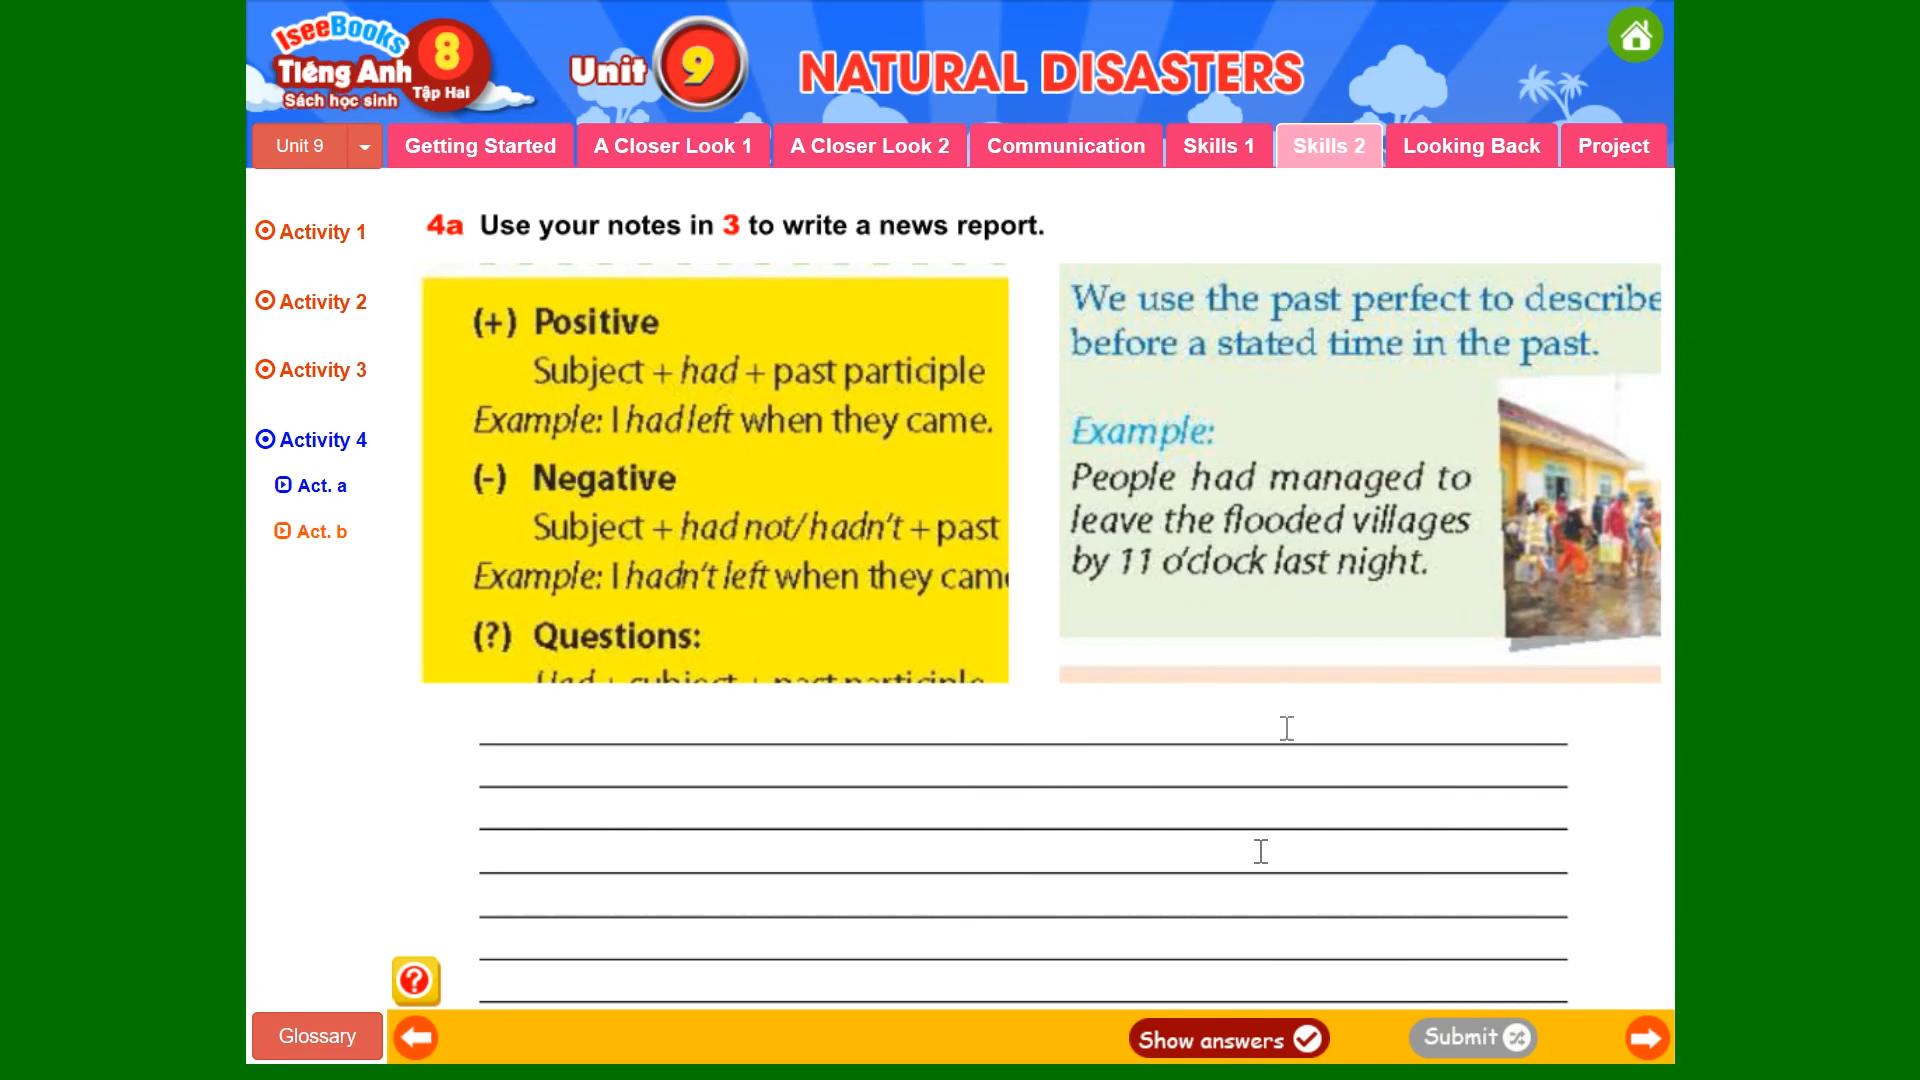 IseeBooks
Tiếng Anh 8
Sách học sinh Tập Hai
Unit 9
NATURAL DISASTERS
Unit 9
Getting Started
A Closer Look 1
A Closer Look 2
Communication
Skills 1
Skills 2
Looking Back
Project
Activity 1
Activity 2
Activity 3
Activity 4
Act. a
Act. b
4a Use your notes in 3 to write a news report.
(+) Positive
Subject + had + past participle
Example: I had left when they came.
(-) Negative
Subject + had not/hadn't + past
Example: I hadn't left when they cam
(?) Questions:
Had + subject + past participle
We use the past perfect to describe
before a stated time in the past.
Example:
People had managed to
leave the flooded villages
by 11 o'clock last night.
?
Glossary
Show answers
Submit